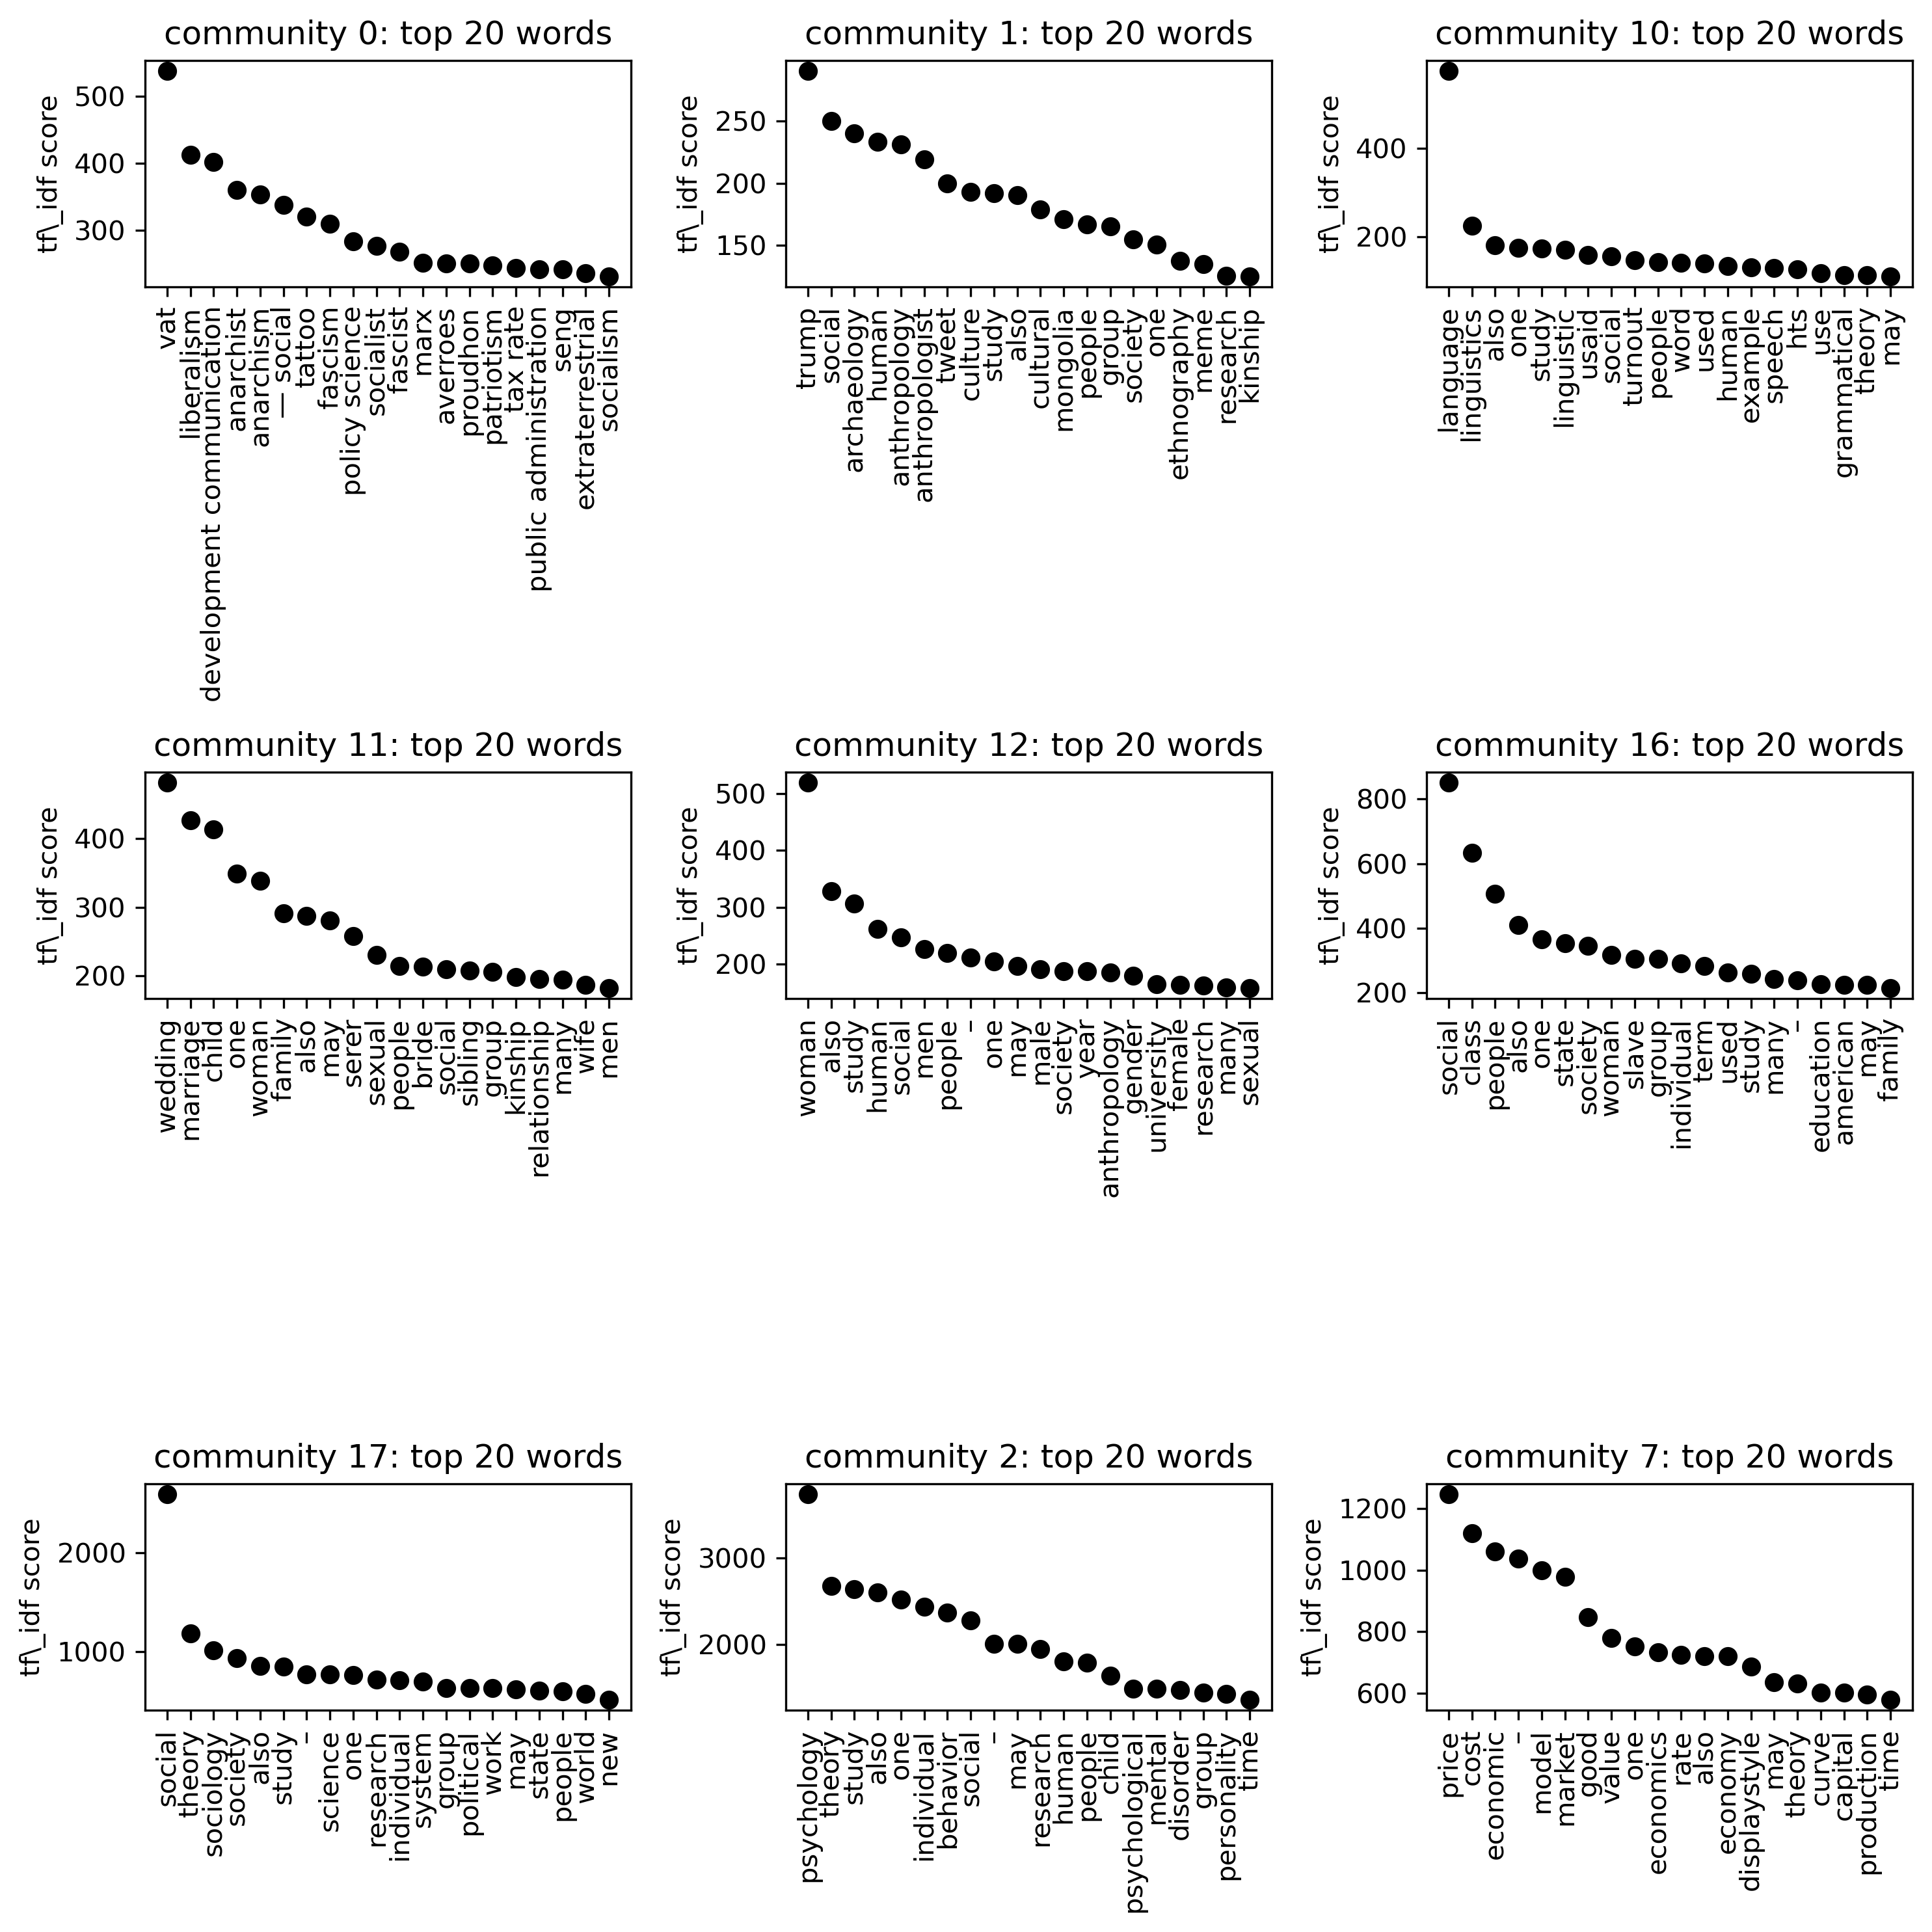 community 0: top 20 words
tf\_idf score
500
400
300
vat
liberalism
development communication
anarchist
anarchism
— social
tattoo
fascism
policy science
socialist
fascist
marx
averroes
proudhon
patriotism
tax rate
public administration
seng
extraterrestrial
socialism
community 1: top 20 words
tf\_idf score
250
200
150
trump
social
archaeology
human
anthropology
anthropologist
tweet
culture
study
also
cultural
mongolia
people
group
society
one
ethnography
meme
research
kinship
community 10: top 20 words
tf\_idf score
400
200
language
linguistics
also
one
study
linguistic
usaid
social
turnout
people
word
used
human
example
speech
hts
use
grammatical
theory
may
community 11: top 20 words
tf\_idf score
400
300
200
wedding
marriage
child
one
woman
family
also
may
serer
sexual
people
bride
social
sibling
group
kinship
relationship
many
wife
men
community 12: top 20 words
tf\_idf score
500
400
300
200
woman
also
study
human
social
men
people
–
one
may
male
society
year
anthropology
gender
university
female
research
many
sexual
community 16: top 20 words
tf\_idf score
800
600
400
200
social
class
people
also
one
state
society
woman
slave
group
individual
term
used
study
many
–
education
american
may
family
community 17: top 20 words
tf\_idf score
2000
1000
social
theory
sociology
society
also
study
–
science
one
research
individual
system
group
political
work
may
state
people
world
new
community 2: top 20 words
tf\_idf score
3000
2000
psychology
theory
study
also
one
individual
behavior
social
–
may
research
human
people
child
psychological
mental
disorder
group
personality
time
community 7: top 20 words
tf\_idf score
1200
1000
800
600
price
cost
economic
–
model
market
good
value
one
economics
rate
also
economy
displaystyle
may
theory
curve
capital
production
time